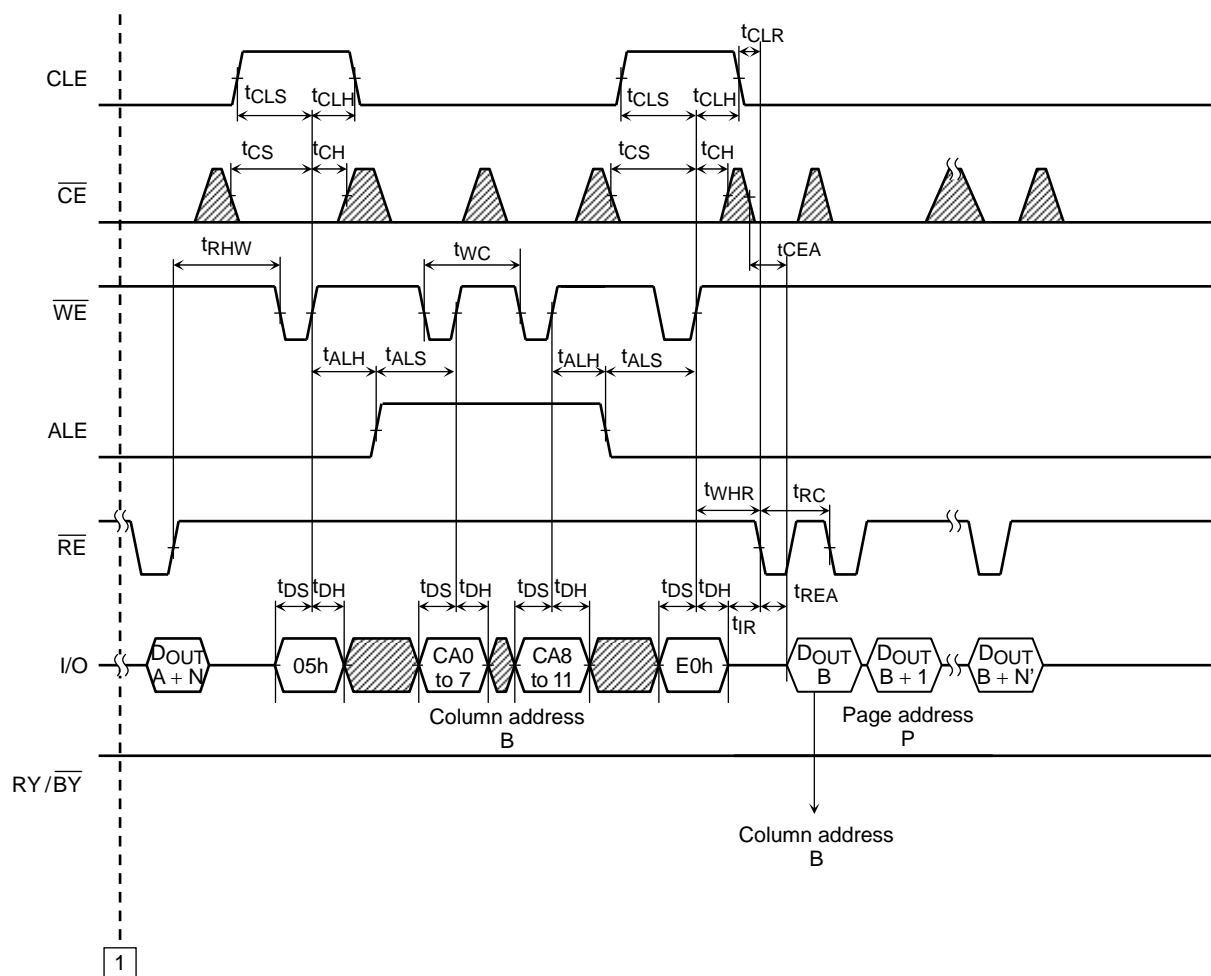 tCLR
CLE
tCLS tCLH tCLS tCLH
tCS tCH tCS tCH
CE
tRHW tWC tCEA
WE
tALH tALS tALH tALS
ALE
tWHR tRC
RE
tDS tDH tDS tDH tDS tDH tDS tDH tREA
tIR
I/O
DOUT
A + N
05h
CA0
to 7
CA8
to 11
E0h
DOUT
B
DOUT
B + 1
DOUT
B + N'
Column address
B
Page address
P
RY/BY
Column address
B
1